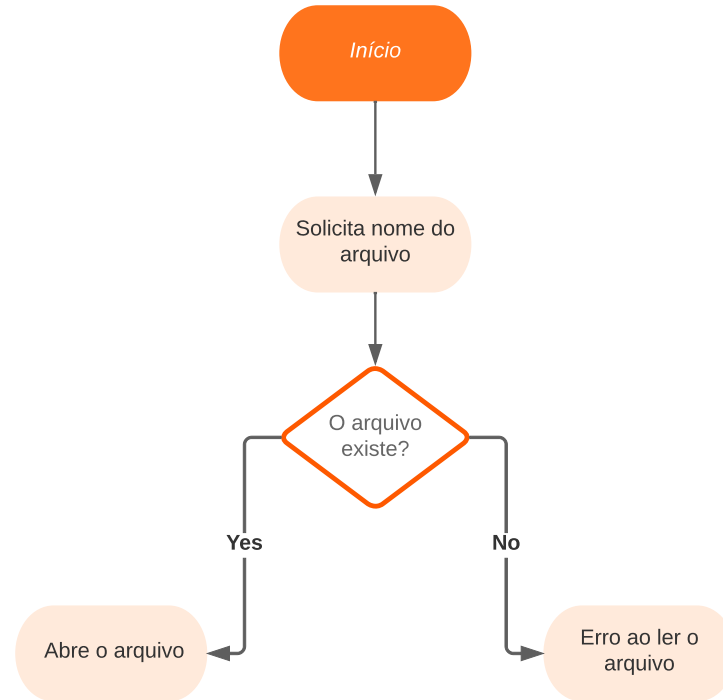 Início
Solicita nome do
arquivo
O arquivo
existe?
Yes
No
Abre o arquivo
Erro ao ler o
arquivo